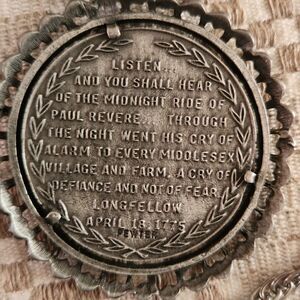 LISTEN...
AND YOU SHALL HEAR
OF THE MIDNIGHT RIDE OF
PAUL REVERE... THROUGH
THE NIGHT WENT HIS CRY OF
ALARM TO EVERY MIDDLESEX
VILLAGE AND FARM, A CRY OF
DEFIANCE AND NOT OF FEAR.
LONGFELLOW
APRIL 18, 1775
PEWTER